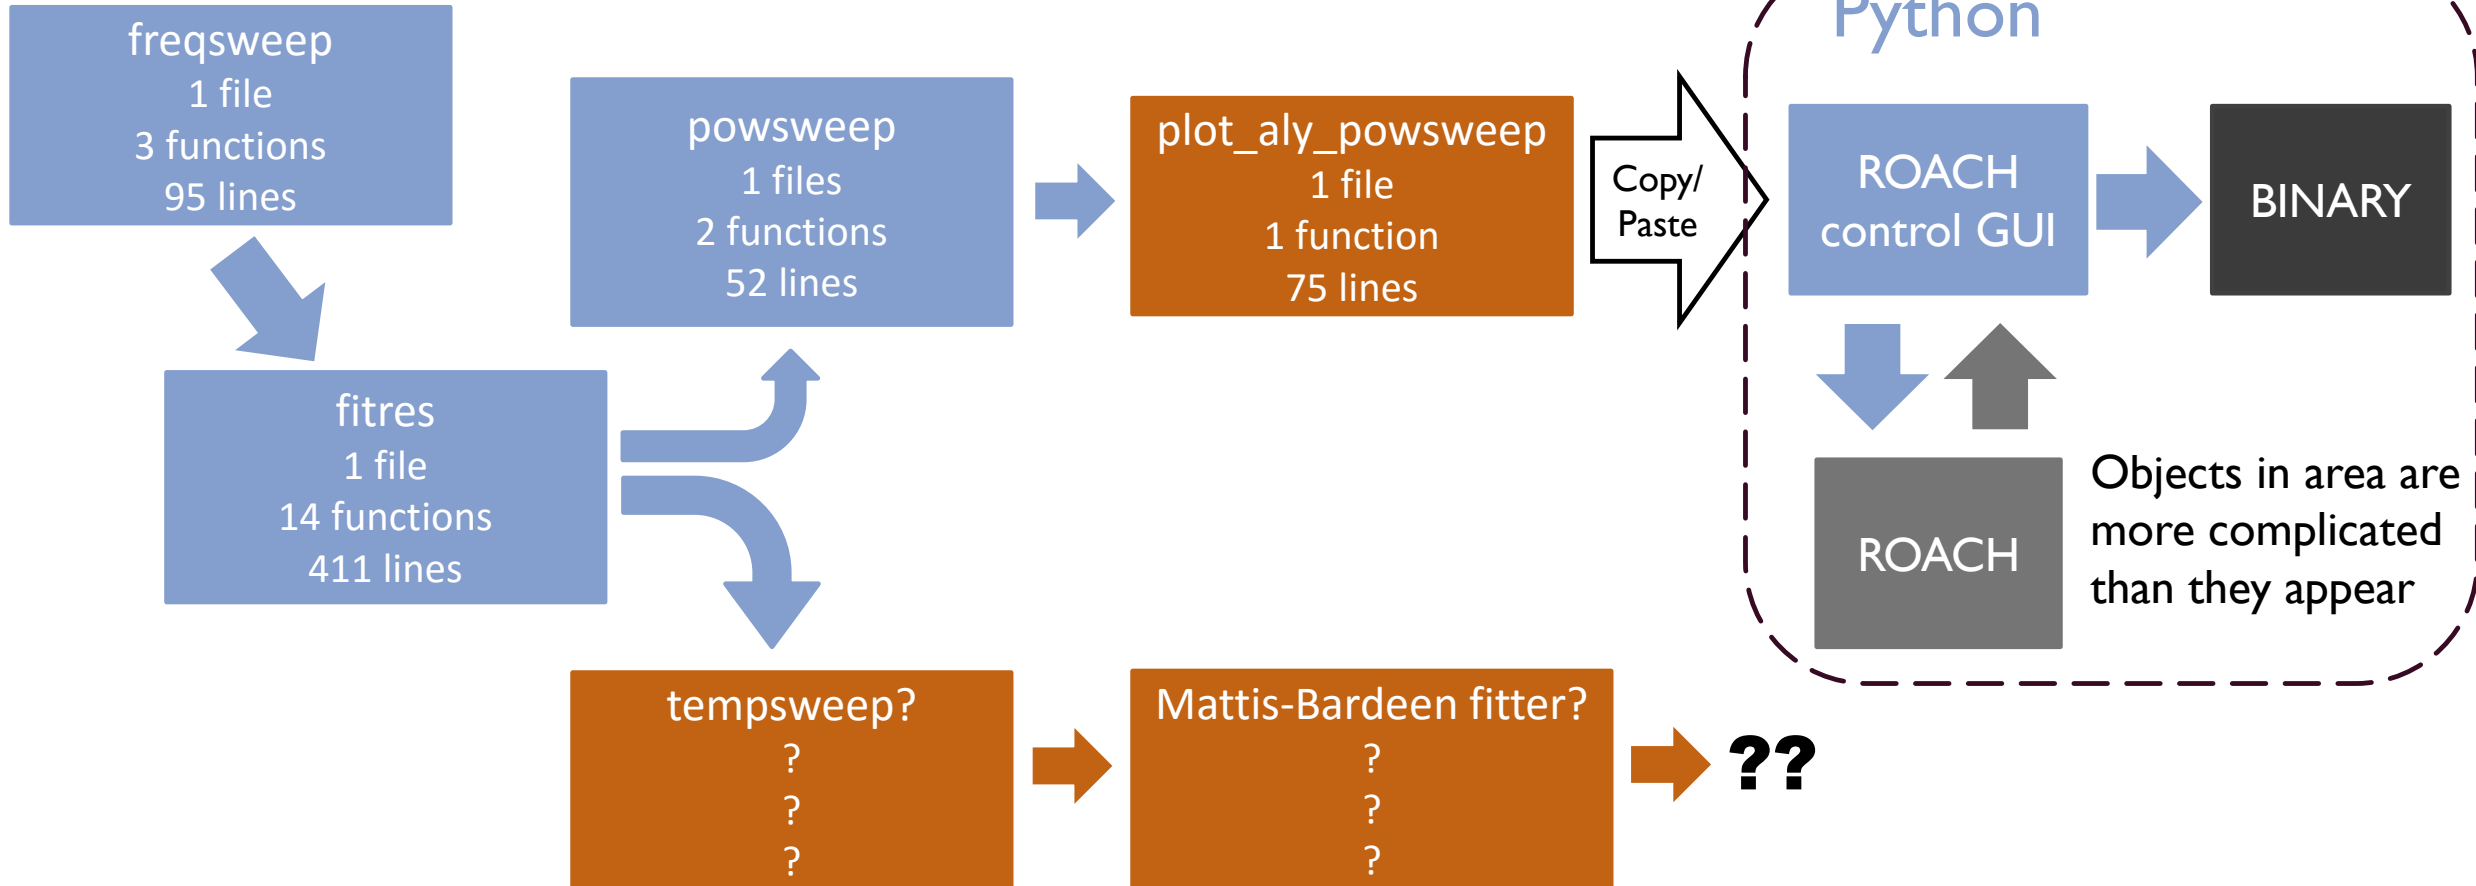 freqsweep
1 file
3 functions
95 lines
fitres
1 file
14 functions
411 lines
powsweep
1 files
2 functions
52 lines
plot_aly_powsweep
1 file
1 function
75 lines
Copy/
Paste
Python
ROACH
control GUI
BINARY
ROACH
Objects in area are
more complicated
than they appear
tempsweep?
?
?
?
Mattis-Bardeen fitter?
?
?
?
??